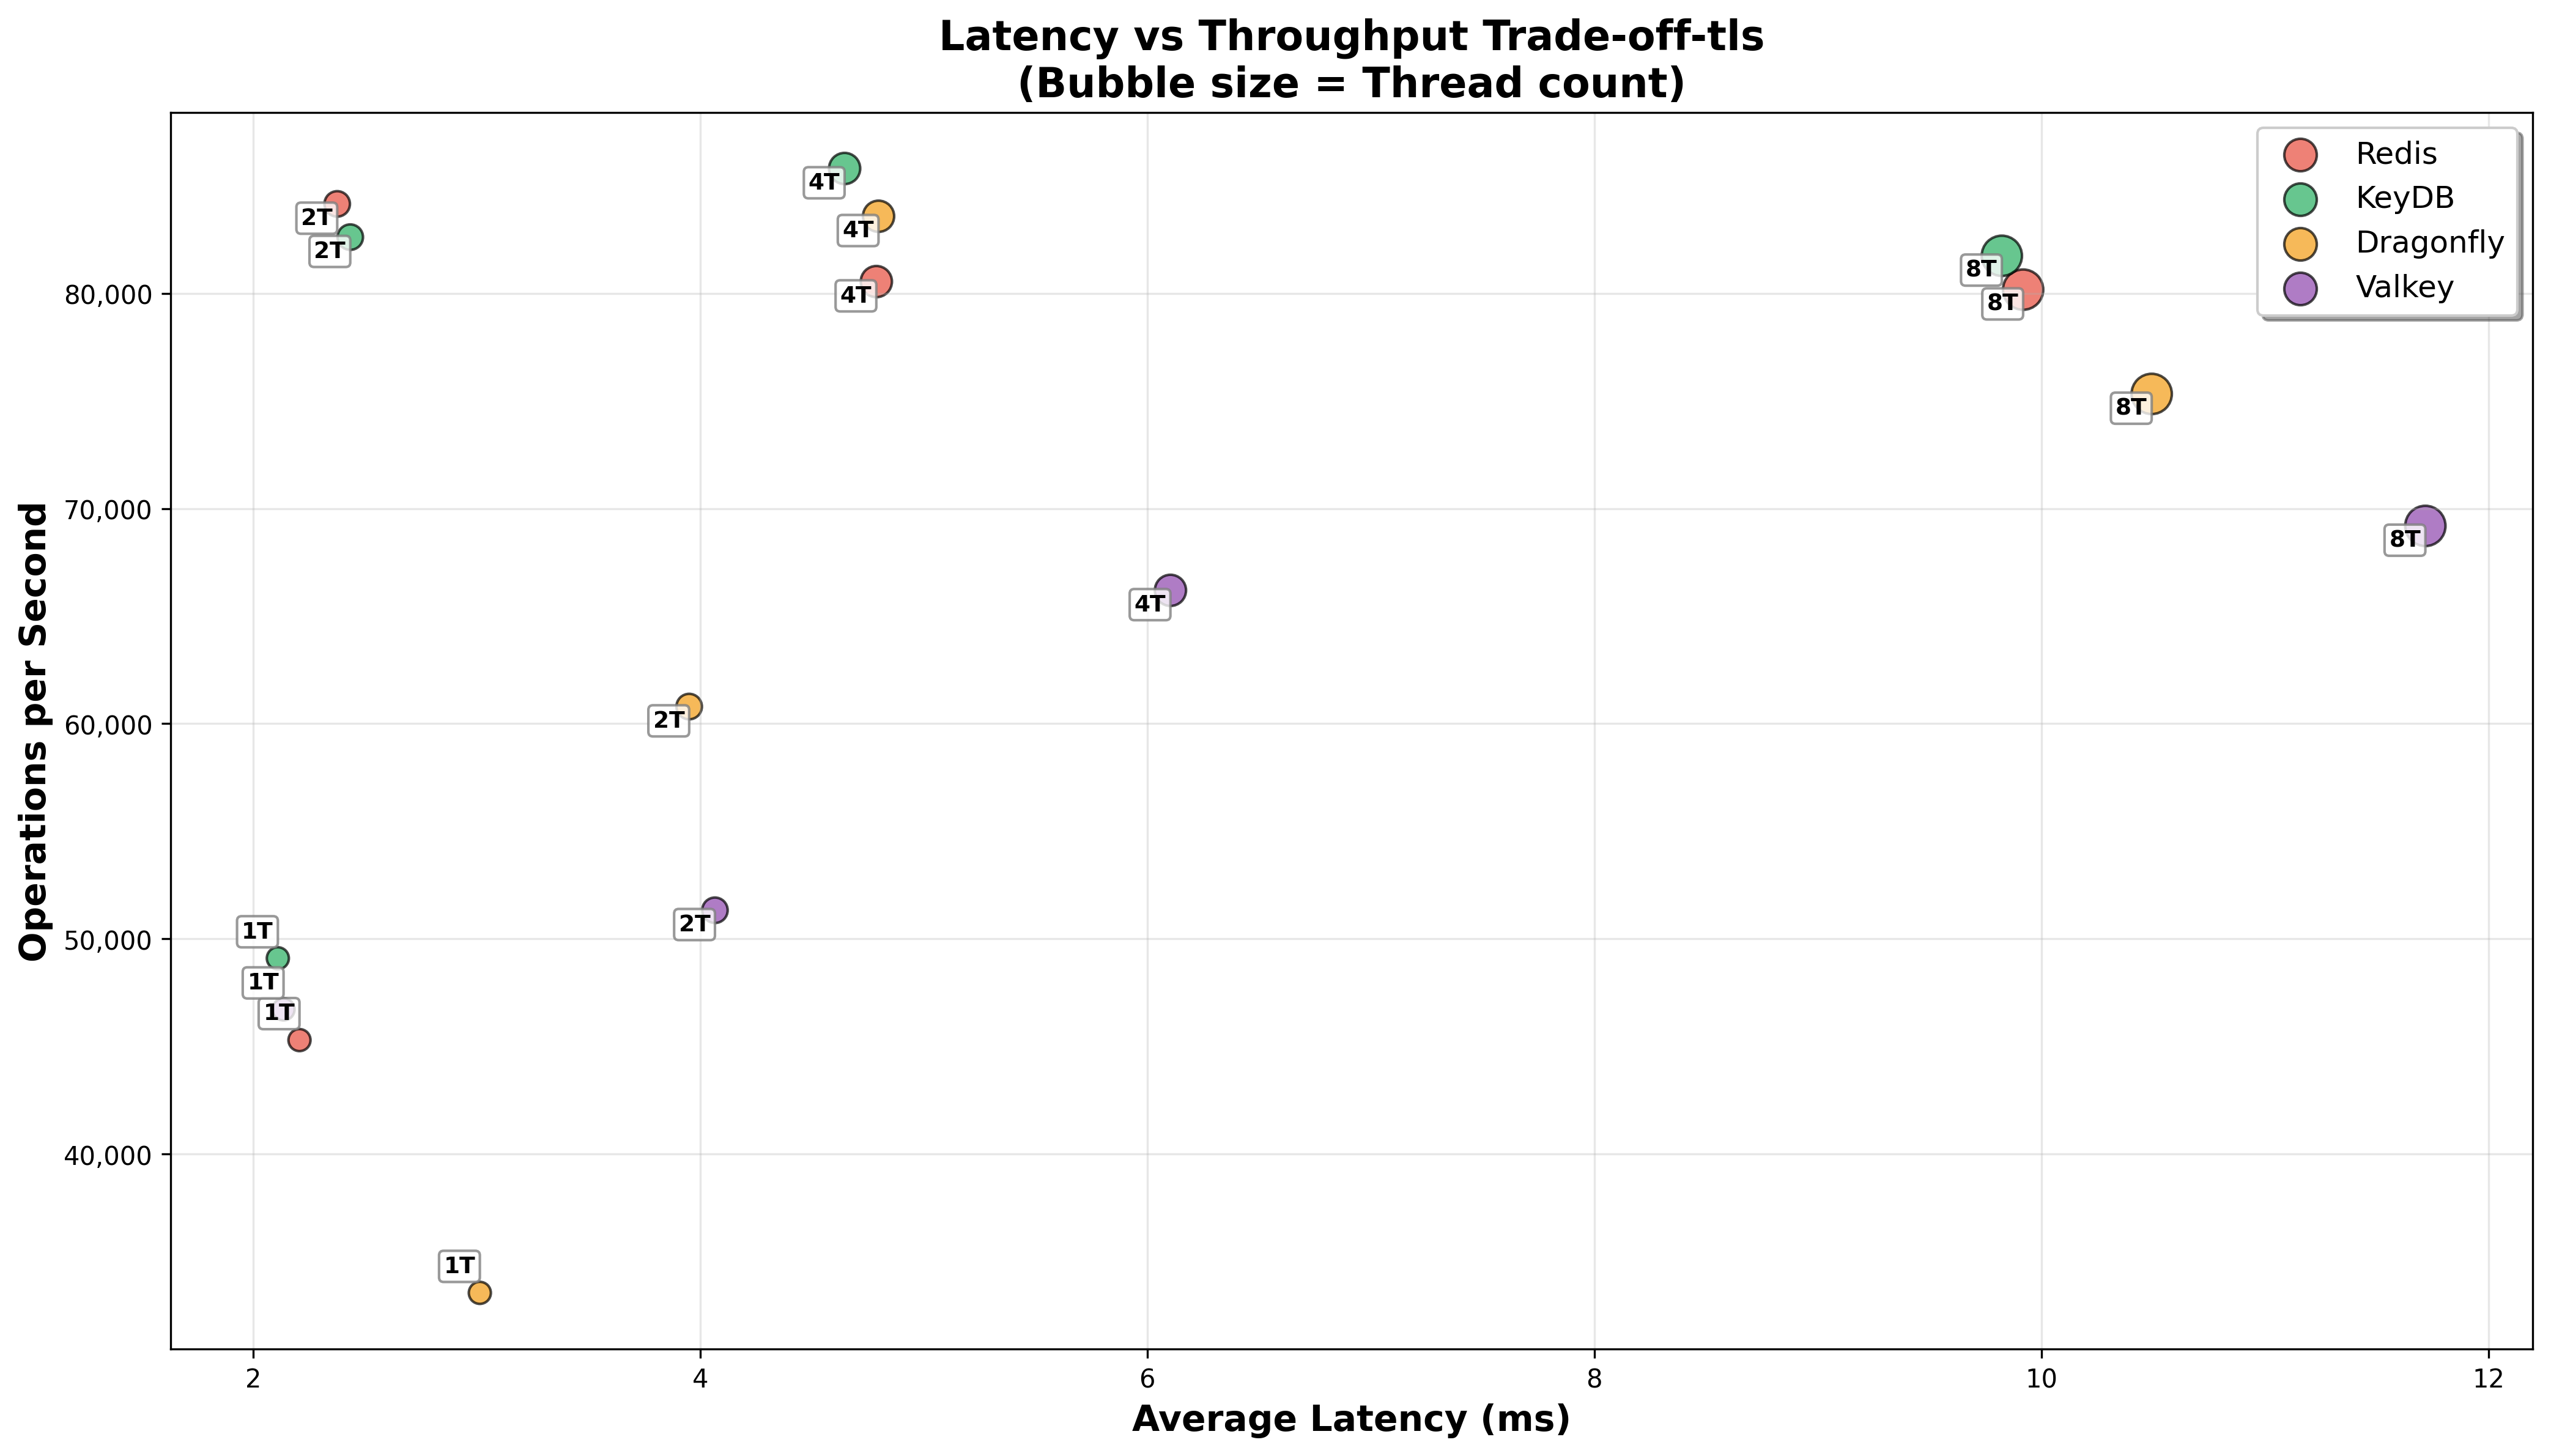 Latency vs Throughput Trade-off-tls
(Bubble size = Thread count)
Redis
KeyDB
Dragonfly
Valkey
4T
2T
4T
2T
8T
4T
8T
80,000
8T
70,000
8T
4T
2T
60,000
2T
1T
50,000
1T
1T
40,000
1T
Operations per Second
2
4
6
8
10
12
Average Latency (ms)